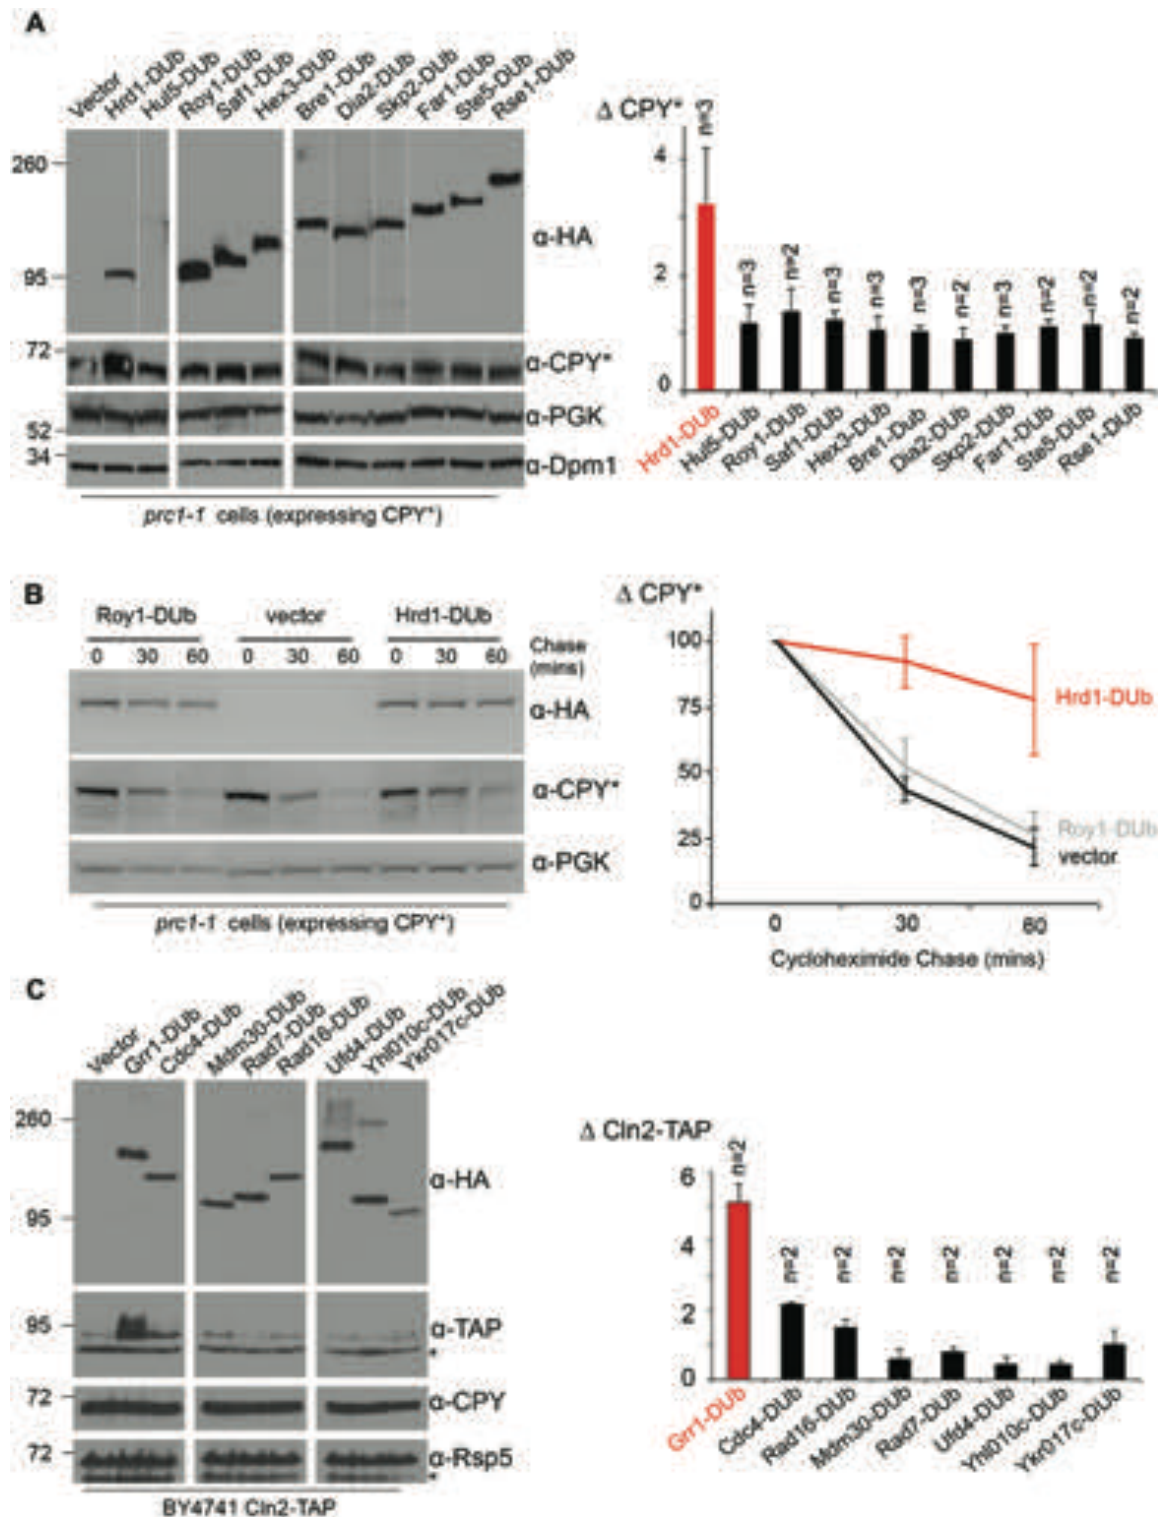 A
Vector
Hrd1-DUb
Hul5-DUb
Roy1-DUb
Saf1-DUb
Hex3-DUb
Bre1-DUb
Dia2-DUb
Skp2-DUb
Far1-DUb
Ste5-DUb
Rse1-DUb
260
95
α-HA
72
α-CPY*
α-PGK
52
34
α-Dpm1
prc1-1 cells (expressing CPY*)
Δ CPY*
4
2
0
n=3
n=3
n=2
n=3
n=3
n=3
n=2
n=3
n=2
n=2
n=2
Hrd1-DUb
Hul5-DUb
Roy1-DUb
Saf1-DUb
Hex3-DUb
Bre1-DUb
Dia2-DUb
Skp2-DUb
Far1-DUb
Ste5-DUb
Rse1-DUb
B
Roy1-DUb vector Hrd1-DUb
0 30 60 0 30 60 0 30 60 Chase (mins)
α-HA
α-CPY*
α-PGK
prc1-1 cells (expressing CPY*)
Δ CPY*
100
75
50
25
0
Hrd1-DUb
Roy1-DUb
vector
0 30 60
Cycloheximide Chase (mins)
C
Vector
Grr1-DUb
Cdc4-DUb
Mdm30-DUb
Rad7-DUb
Rad16-DUb
Ufd4-DUb
Yhl010c-DUb
Ykr017c-DUb
260
α-HA
95
95
α-TAP
*
72
α-CPY
72
α-Rsp5
*
BY4741 Cln2-TAP
Δ Cln2-TAP
6
4
2
0
n=2
n=2
n=2
n=2
n=2
n=2
n=2
n=2
Grr1-DUb
Cdc4-DUb
Rad16-DUb
Mdm30-DUb
Rad7-DUb
Ufd4-DUb
Yhl010c-DUb
Ykr017c-DUb